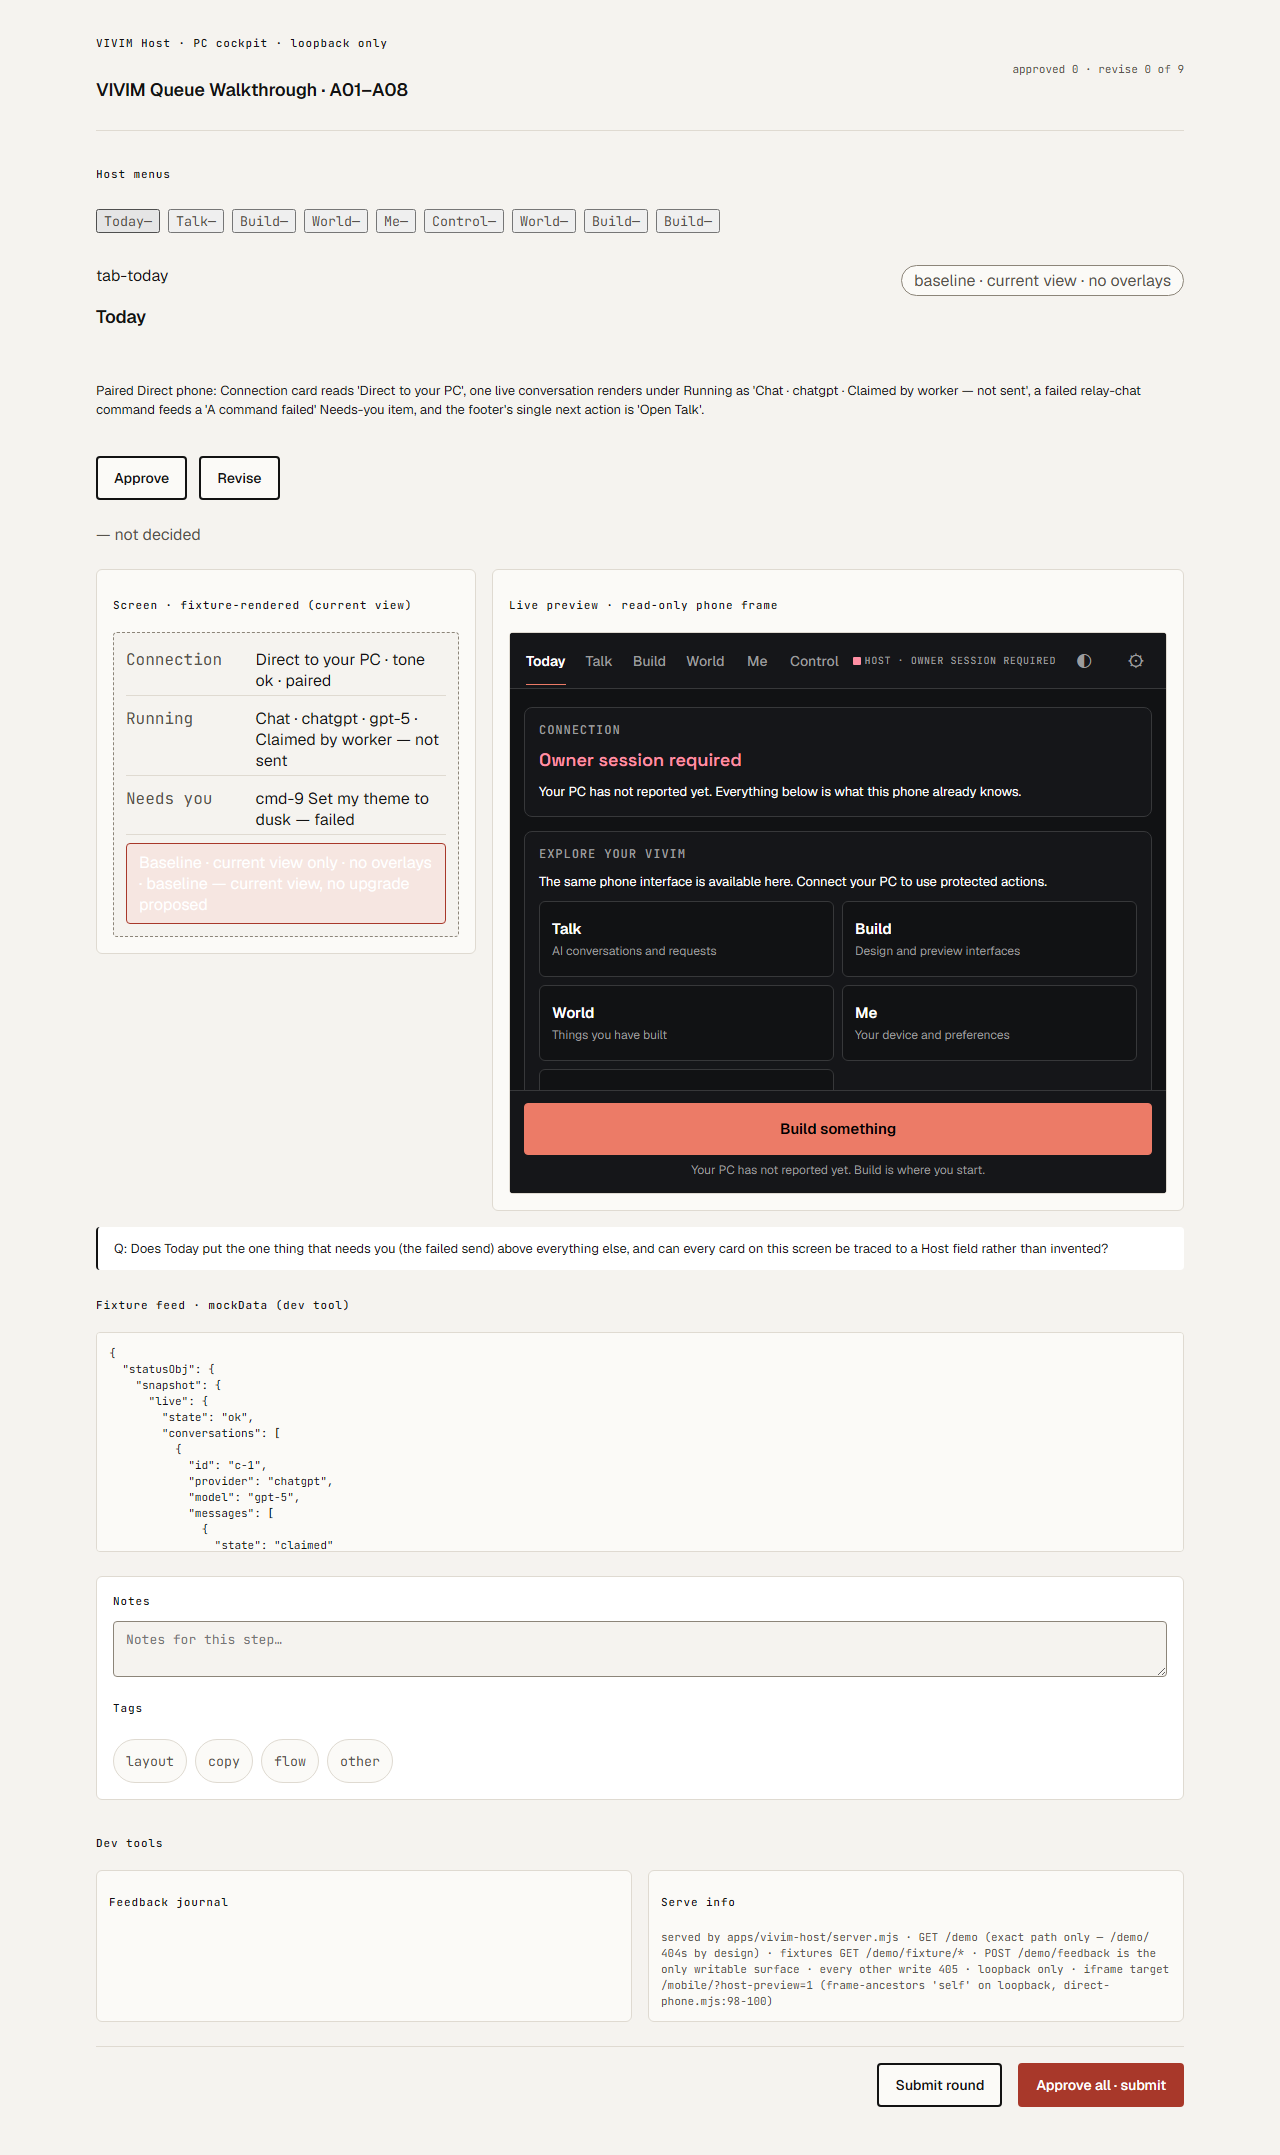 VIVIM Host · PC cockpit · loopback only
approved 0 · revise 0 of 9
VIVIM Queue Walkthrough · A01–A08
Host menus
Today—
Talk—
Build—
World—
Me—
Control—
World—
Build—
Build—
tab-today
baseline · current view · no overlays
Today
Paired Direct phone: Connection card reads 'Direct to your PC', one live conversation renders under Running as 'Chat · chatgpt · Claimed by worker — not sent', a failed relay-chat
command feeds a 'A command failed' Needs-you item, and the footer's single next action is 'Open Talk'.
Approve
Revise
— not decided
Screen · fixture-rendered (current view)
Connection
Direct to your PC · tone
ok · paired
Running
Chat · chatgpt · gpt-5 ·
Claimed by worker — not
sent
Needs you
cmd-9 Set my theme to
dusk — failed
Baseline · current view only · no overlays
· baseline — current view, no upgrade
proposed
Live preview · read-only phone frame
Today
Talk
Build
World
Me
Control
HOST · OWNER SESSION REQUIRED
CONNECTION
Owner session required
Your PC has not reported yet. Everything below is what this phone already knows.
EXPLORE YOUR VIVIM
The same phone interface is available here. Connect your PC to use protected actions.
Talk
AI conversations and requests
Build
Design and preview interfaces
World
Things you have built
Me
Your device and preferences
Build something
Your PC has not reported yet. Build is where you start.
Q: Does Today put the one thing that needs you (the failed send) above everything else, and can every card on this screen be traced to a Host field rather than invented?
Fixture feed · mockData (dev tool)
{
"statusObj": {
"snapshot": {
"live": {
"state": "ok",
"conversations": [
{
"id": "c-1",
"provider": "chatgpt",
"model": "gpt-5",
"messages": [
{
"state": "claimed"
Notes
Notes for this step…
Tags
layout
copy
flow
other
Dev tools
Feedback journal
Serve info
served by apps/vivim-host/server.mjs · GET /demo (exact path only — /demo/
404s by design) · fixtures GET /demo/fixture/* · POST /demo/feedback is the
only writable surface · every other write 405 · loopback only · iframe target
/mobile/?host-preview=1 (frame-ancestors 'self' on loopback, direct-
phone.mjs:98-100)
Submit round
Approve all · submit